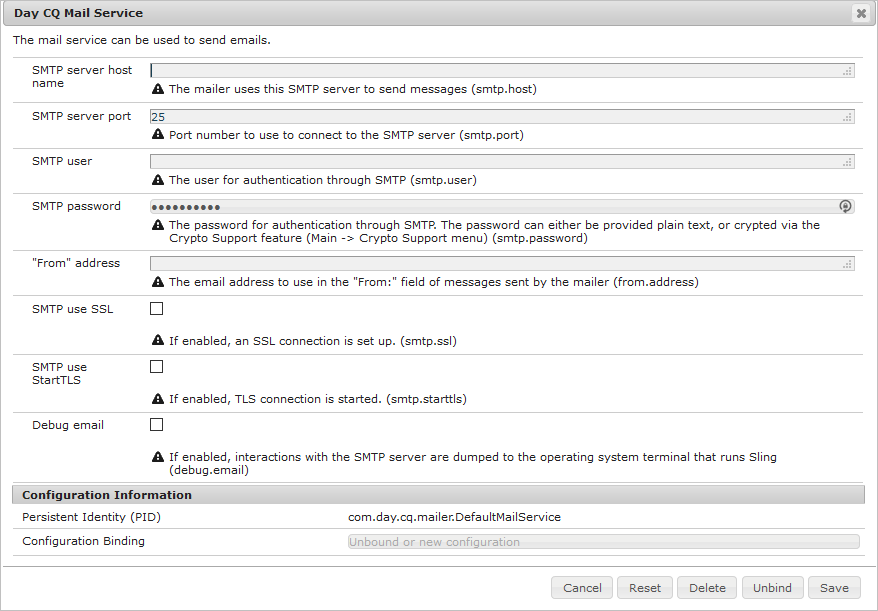 Day CQ Mail Service
The mail service can be used to send emails.
SMTP server host
name
The mailer uses this SMTP server to send messages (smtp.host)
SMTP server port
25
Port number to use to connect to the SMTP server (smtp.port)
SMTP user
The user for authentication through SMTP (smtp.user)
SMTP password
••••••••••
The password for authentication through SMTP. The password can either be provided plain text, or crypted via the
Crypto Support feature (Main -> Crypto Support menu) (smtp.password)
"From" address
The email address to use in the "From:" field of messages sent by the mailer (from.address)
SMTP use SSL
If enabled, an SSL connection is set up. (smtp.ssl)
SMTP use
StartTLS
If enabled, TLS connection is started. (smtp.starttls)
Debug email
If enabled, interactions with the SMTP server are dumped to the operating system terminal that runs Sling
(debug.email)
Configuration Information
Persistent Identity (PID) com.day.cq.mailer.DefaultMailService
Configuration Binding Unbound or new configuration
Cancel Reset Delete Unbind Save